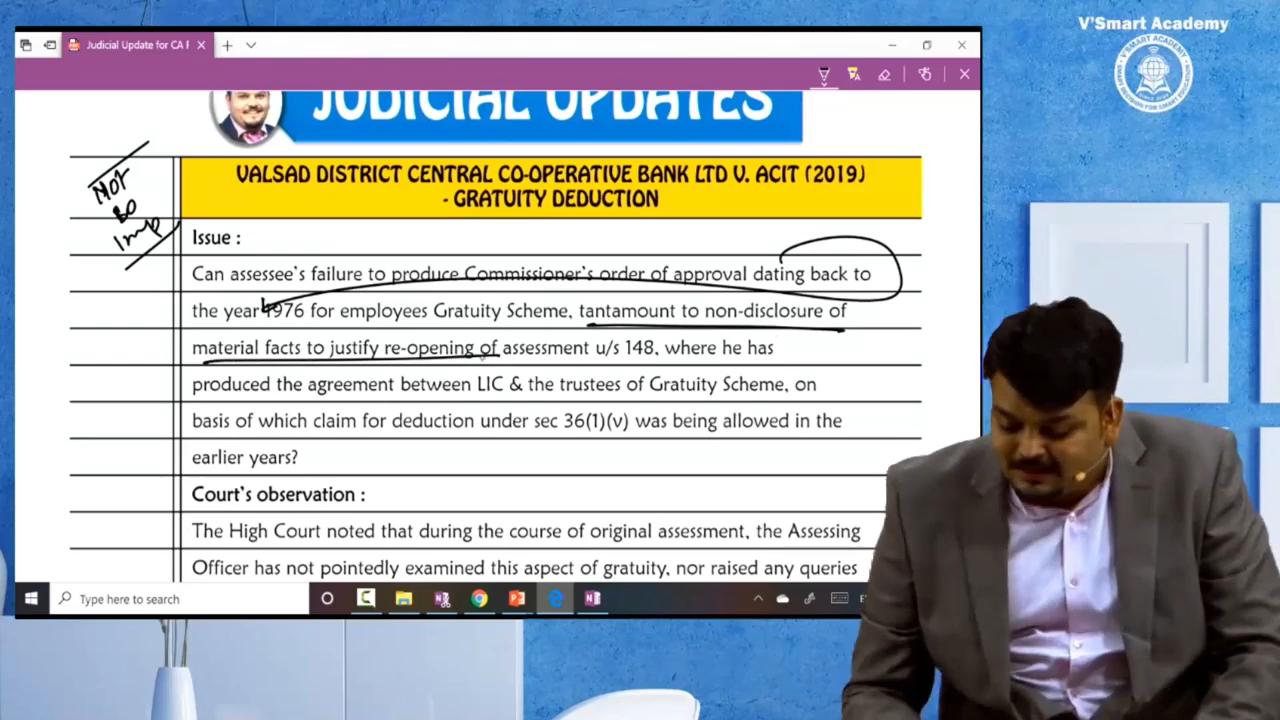 V'Smart Academy
Judicial Update for CA F
JUDICIAL UPDATES
Not
so
Imp
VALSAD DISTRICT CENTRAL CO-OPERATIVE BANK LTD V. ACIT (2019)
- GRATUITY DEDUCTION
Issue :
Can assessee's failure to produce Commissioner's order of approval dating back to
the year 1976 for employees Gratuity Scheme, tantamount to non-disclosure of
material facts to justify re-opening of assessment u/s 148, where he has
produced the agreement between LIC & the trustees of Gratuity Scheme, on
basis of which claim for deduction under sec 36(1)(v) was being allowed in the
earlier years?
Court's observation :
The High Court noted that during the course of original assessment, the Assessing
Officer has not pointedly examined this aspect of gratuity, nor raised any queries
Type here to search